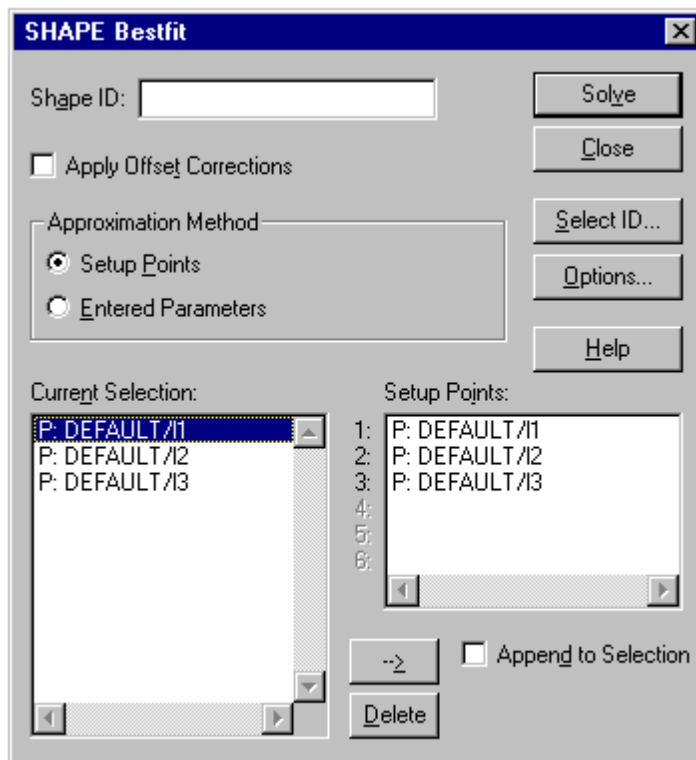 SHAPE Bestfit
Shape ID:
Solve
Close
Apply Offset Corrections
Select ID...
Approximation Method
Setup Points
Options...
Entered Parameters
Help
Current Selection:
Setup Points:
P: DEFAULT/I1
P: DEFAULT/I2
P: DEFAULT/I3
1: P: DEFAULT/I1
2: P: DEFAULT/I2
3: P: DEFAULT/I3
4:
5:
6:
-->
Append to Selection
Delete